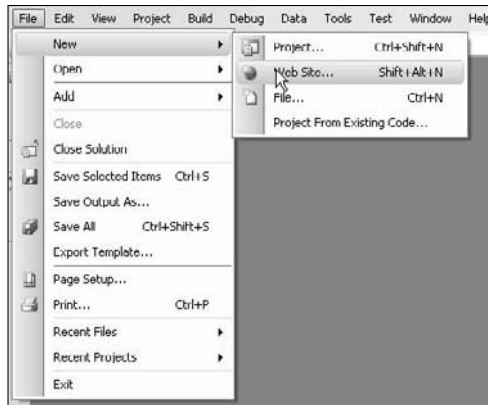 File Edit View Project Build Debug Data Tools Test Window Help
New
Open
Add
Close
Close Solution
Save Selected Items Ctrl+S
Save Output As...
Save All Ctrl+Shift+S
Export Template...
Page Setup...
Print... Ctrl+P
Recent Files
Recent Projects
Exit
Project... Ctrl+Shift+N
Web Site... Shift+Alt+N
File... Ctrl+N
Project From Existing Code...